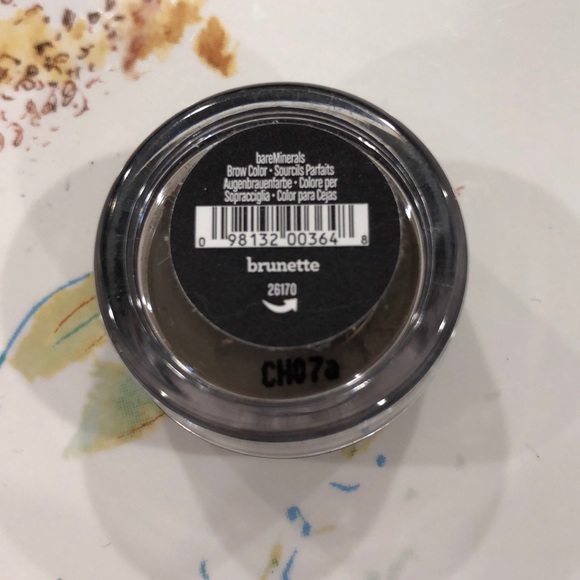 bareMinerals
Brow Color • Sourcils Parfaits
Augenbrauenfarbe • Colore per
Sopracciglia • Color para Cejas
0 98132 00364 8
brunette
26170
CH07a